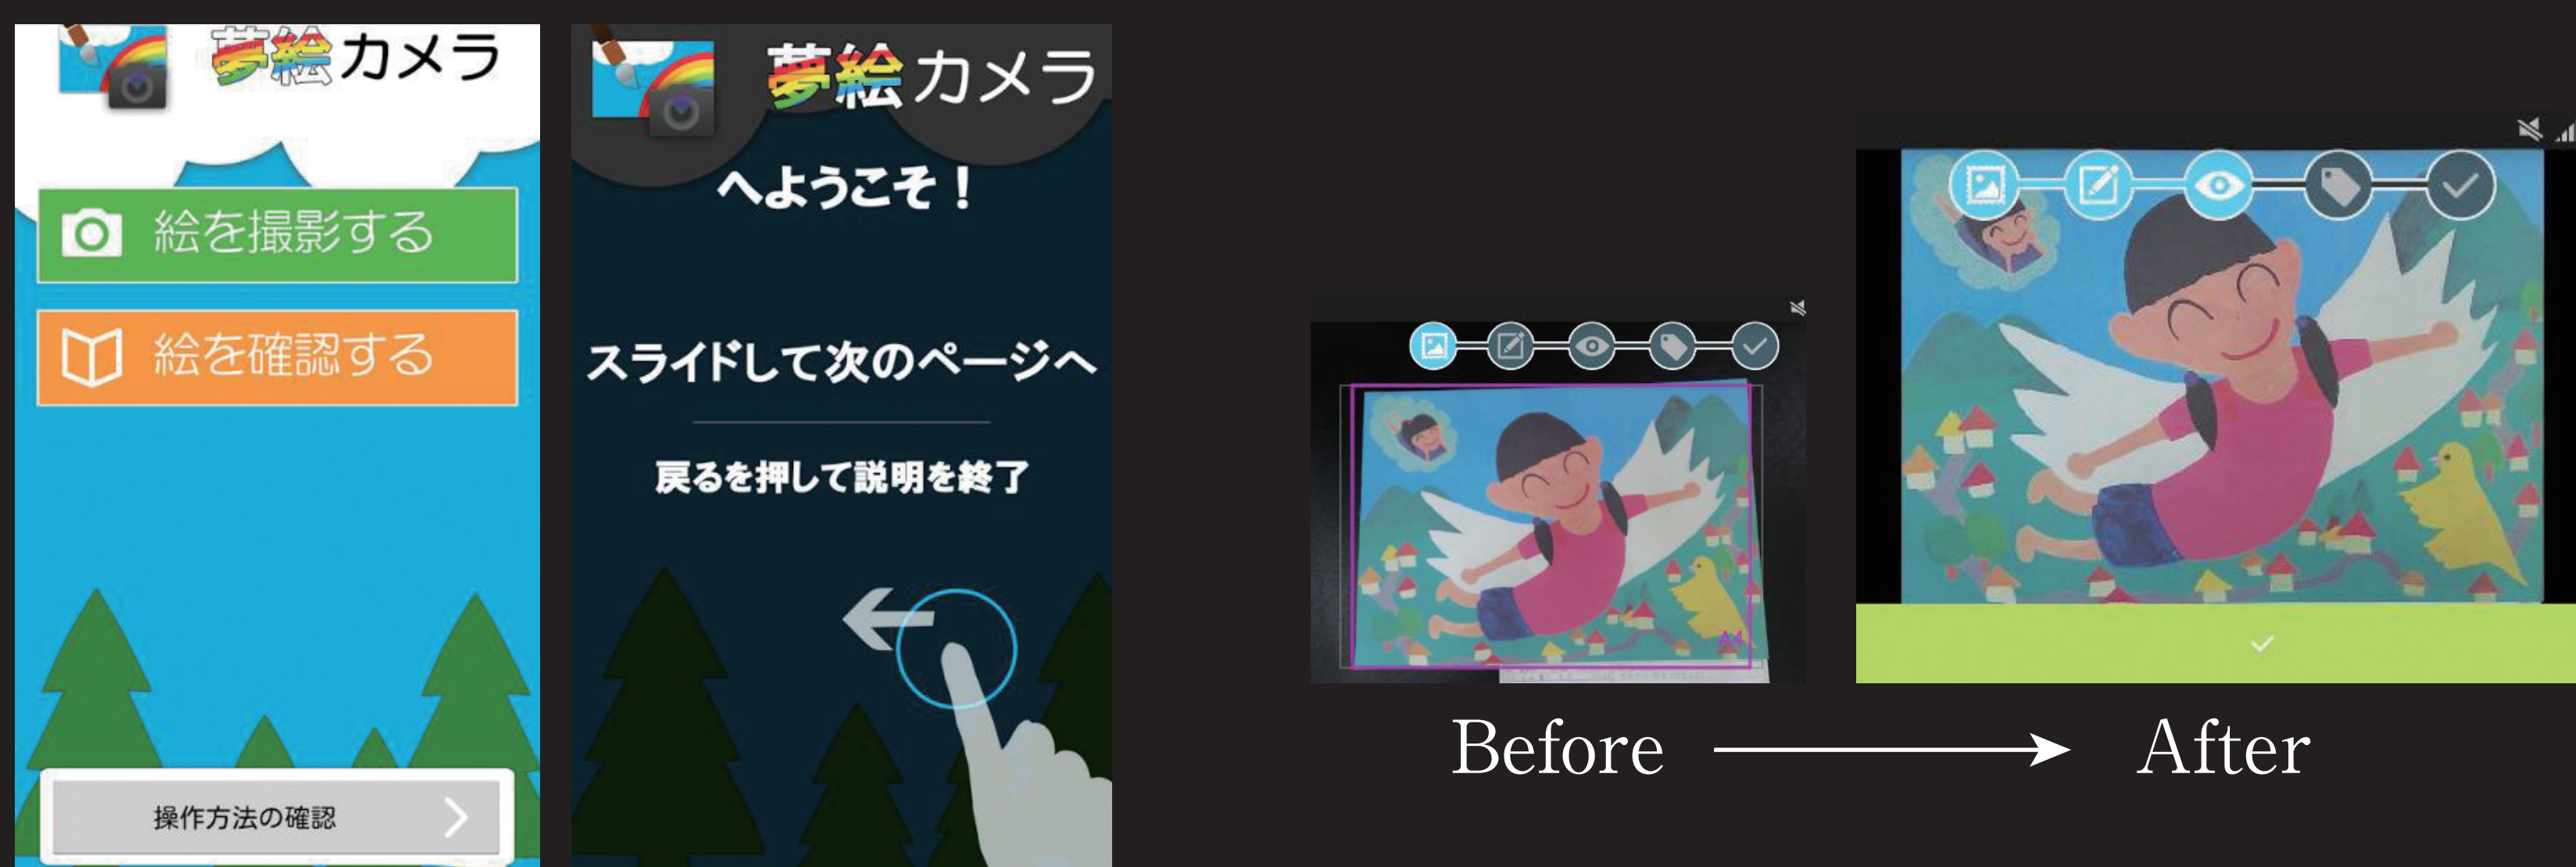 夢絵カメラ
絵を撮影する
絵を確認する
操作方法の確認
夢絵カメラ
へようこそ！
スライドして次のページへ
戻るを押して説明を終了
A4
Before
After